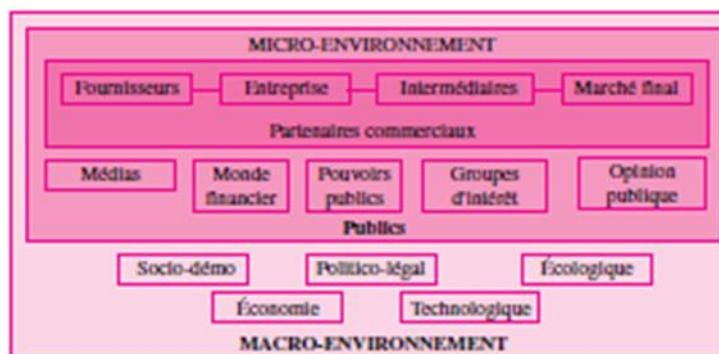 MICRO-ENVIRONNEMENT
Fournisseurs Entreprise Intermédiaires Marché final
Partenaires commerciaux
Médias Monde financier Pouvoirs publics Groupes d'intérêt Opinion publique
Publics
Socio-démo Politico-légal Écologique
Économie Technologique
MACRO-ENVIRONNEMENT